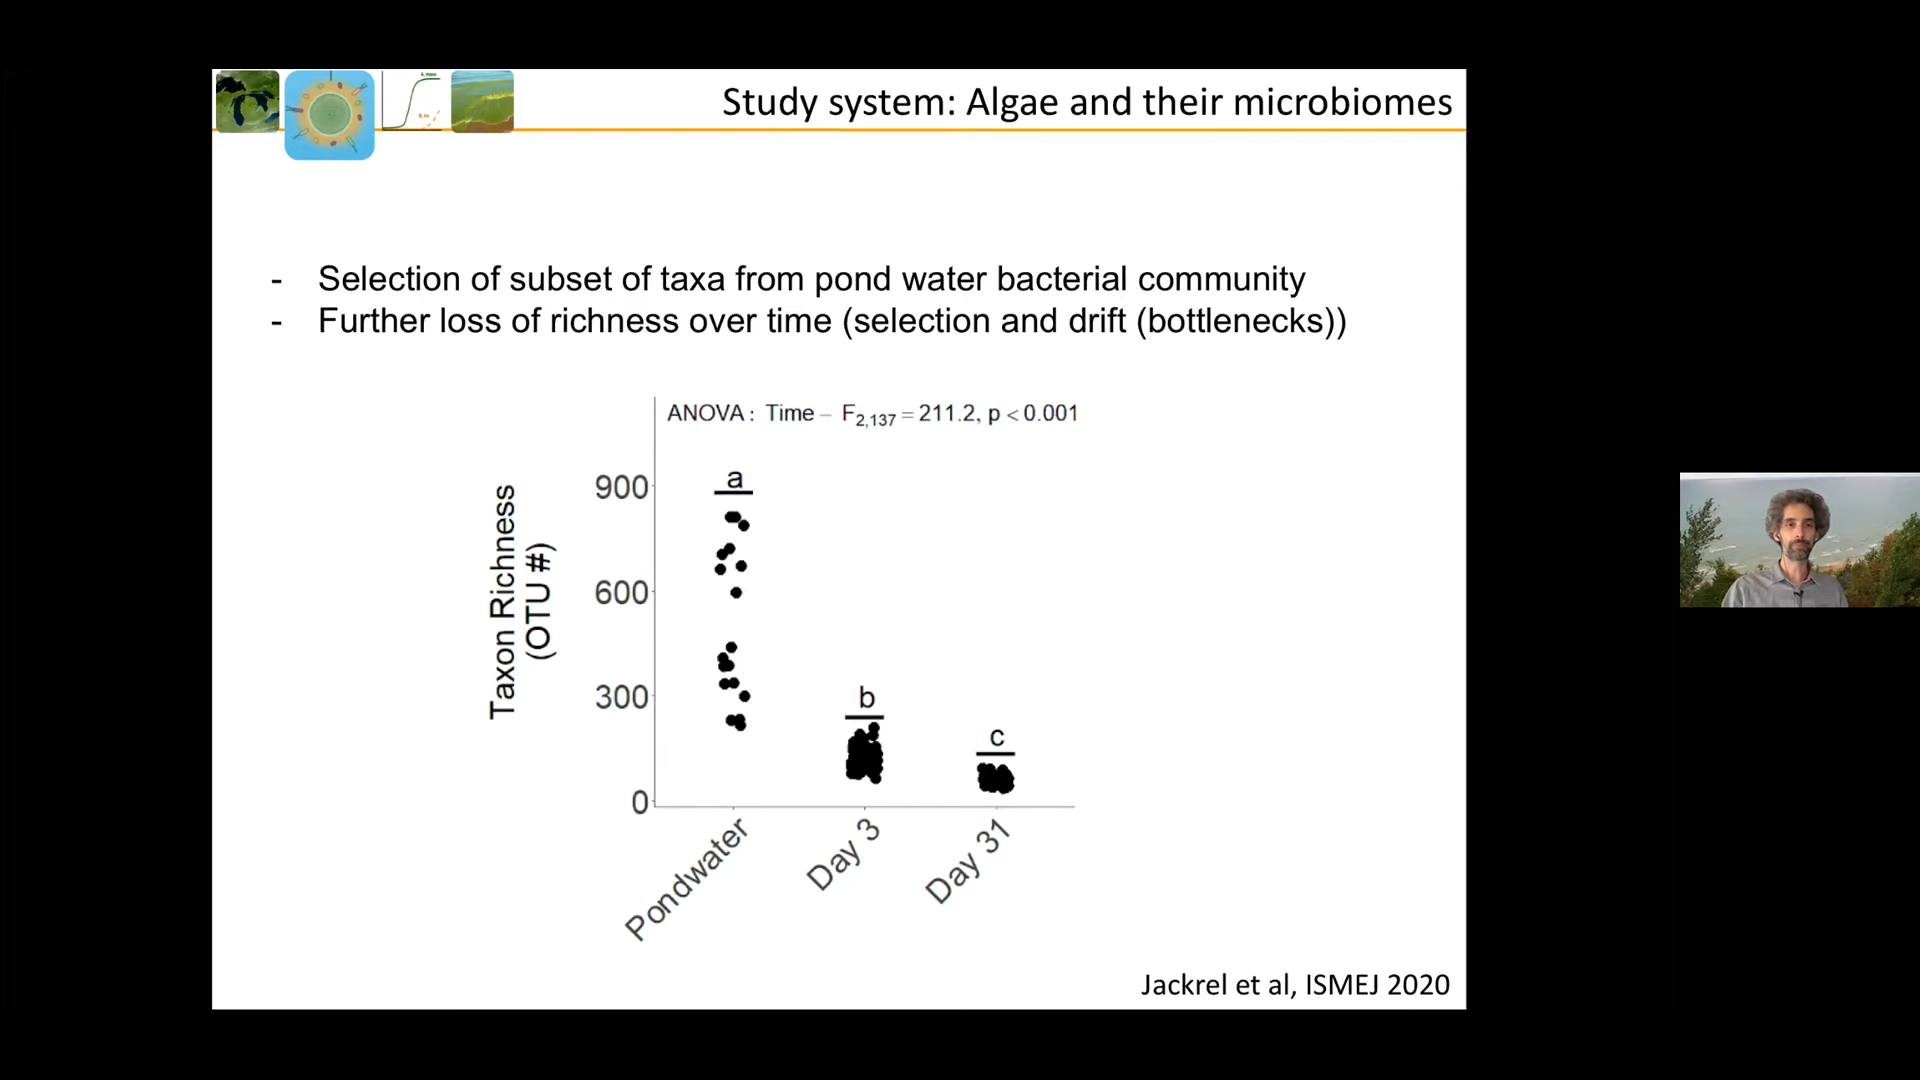 Study system: Algae and their microbiomes
- Selection of subset of taxa from pond water bacterial community
- Further loss of richness over time (selection and drift (bottlenecks))
ANOVA: Time – F2,137 = 211.2, p < 0.001
Taxon Richness
(OTU #)
900
600
300
0
a
b
c
Pondwater
Day 3
Day 31
Jackrel et al, ISMEJ 2020